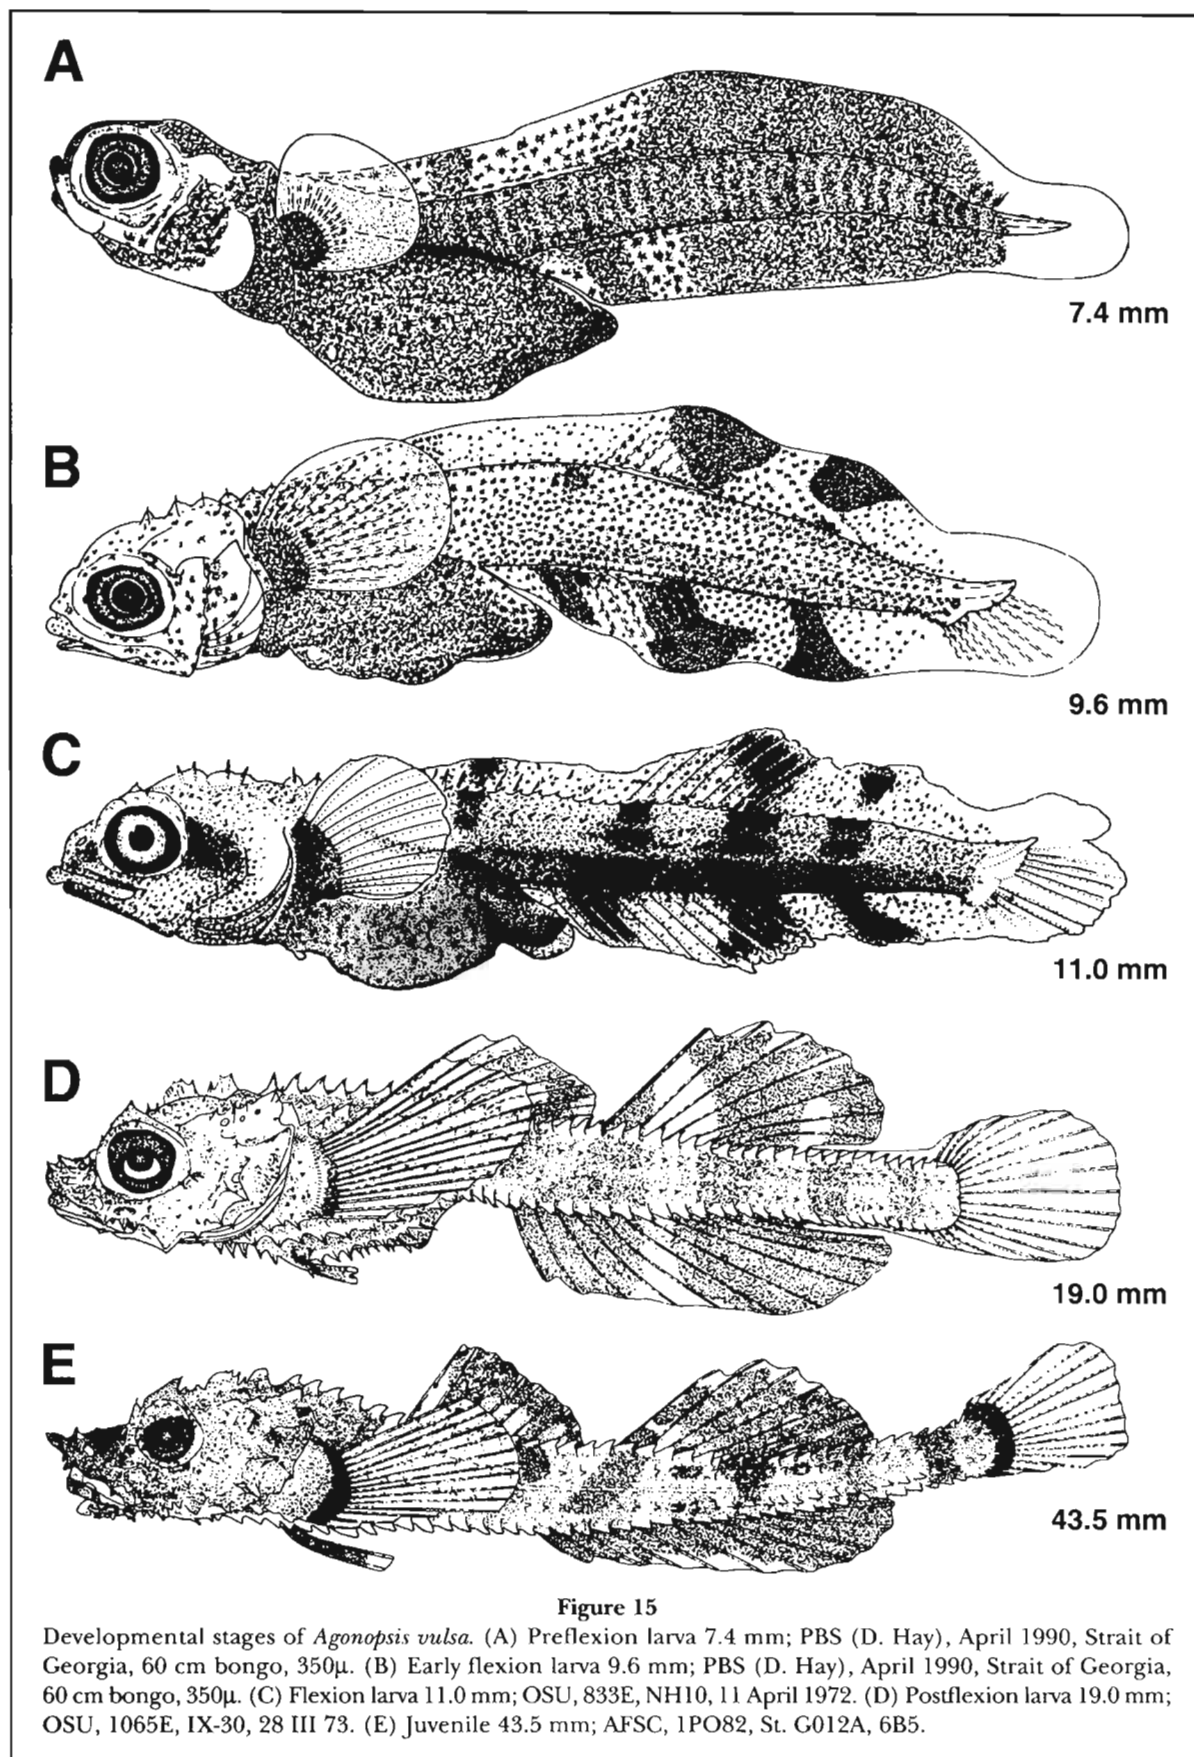 A
7.4 mm
B
9.6 mm
C
11.0 mm
D
19.0 mm
E
43.5 mm
Figure 15
Developmental stages of Agonopsis vulsa. (A) Preflexion larva 7.4 mm; PBS (D. Hay), April 1990, Strait of
Georgia, 60 cm bongo, 350μ. (B) Early flexion larva 9.6 mm; PBS (D. Hay), April 1990, Strait of Georgia,
60 cm bongo, 350μ. (C) Flexion larva 11.0 mm; OSU, 833E, NH10, 11 April 1972. (D) Postflexion larva 19.0 mm;
OSU, 1065E, IX-30, 28 III 73. (E) Juvenile 43.5 mm; AFSC, 1PO82, St. G012A, 6B5.